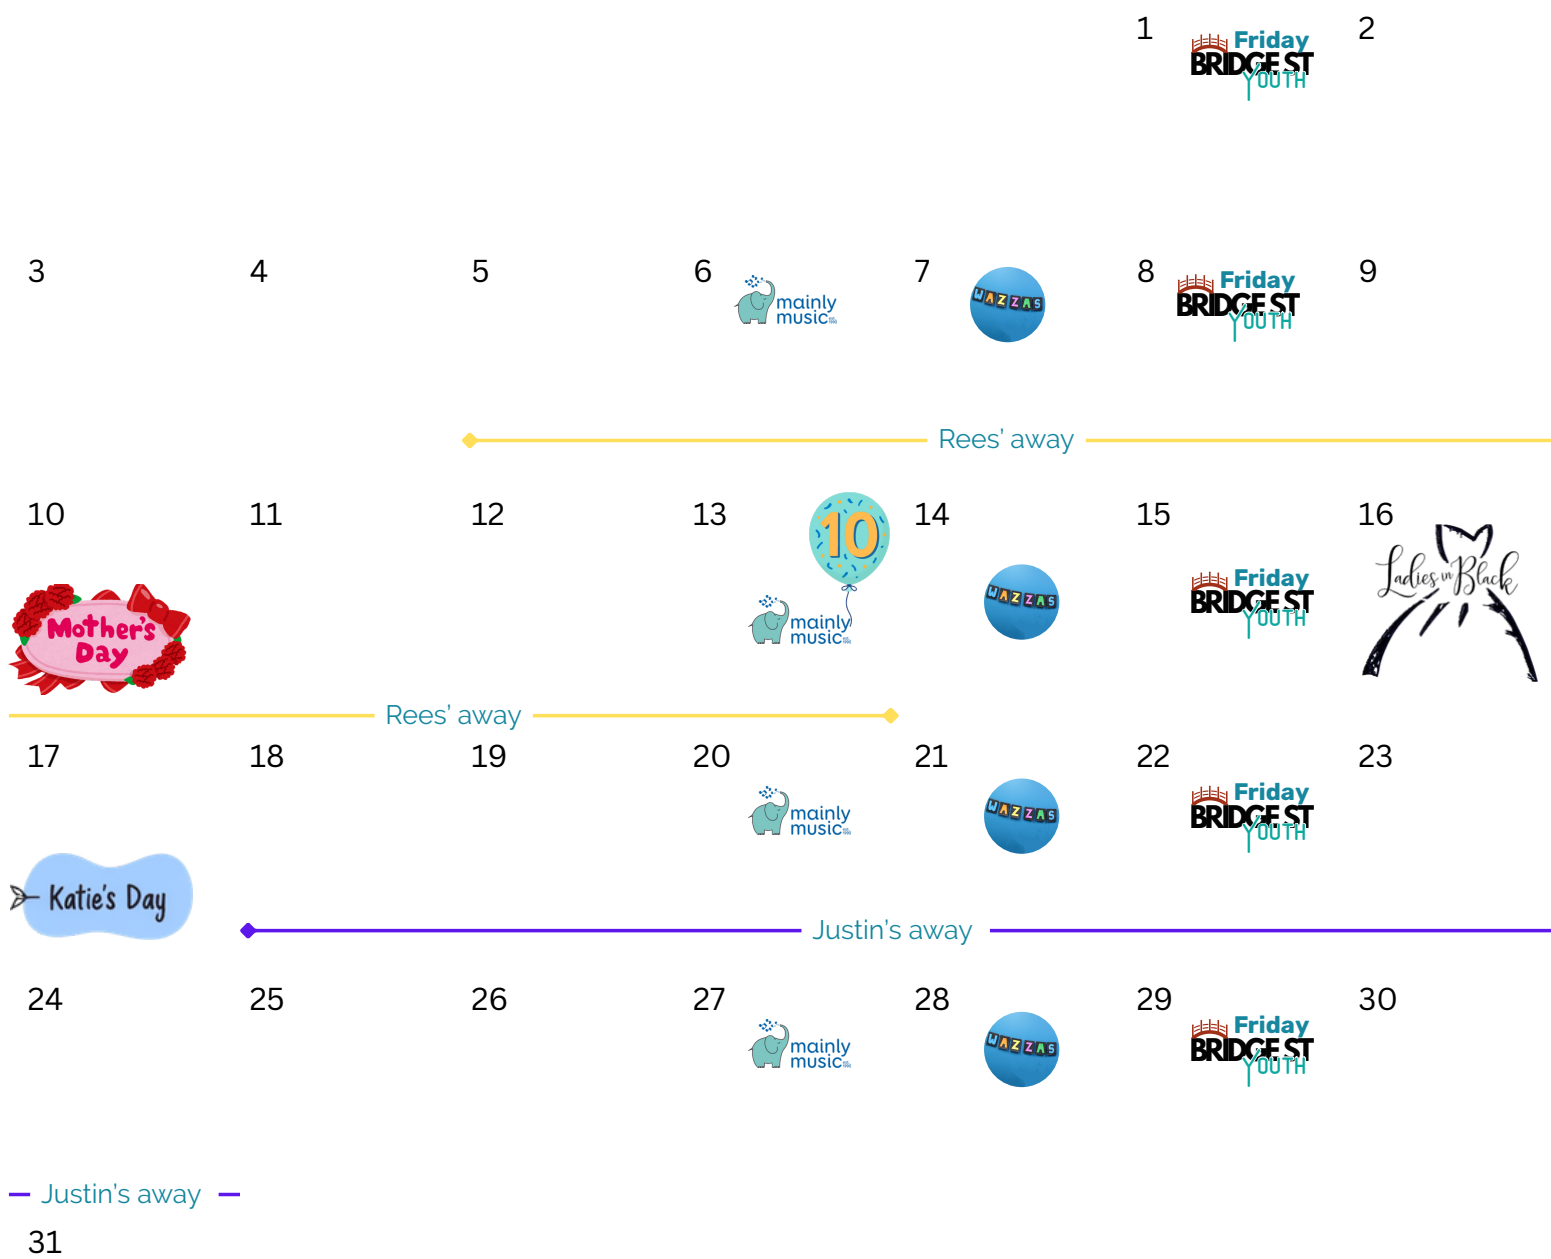 1
Friday
BRIDGE ST
YOUTH
2
3
4
5
6
mainly
music
7
WAZZAS
8
Friday
BRIDGE ST
YOUTH
9
Rees’ away
10
Mother's
Day
11
12
13
10
mainly
music
14
WAZZAS
15
Friday
BRIDGE ST
YOUTH
16
Ladies in Black
Rees’ away
17
Katie's Day
18
19
20
mainly
music
21
WAZZAS
22
Friday
BRIDGE ST
YOUTH
23
Justin’s away
24
25
26
27
mainly
music
28
WAZZAS
29
Friday
BRIDGE ST
YOUTH
30
Justin’s away
31